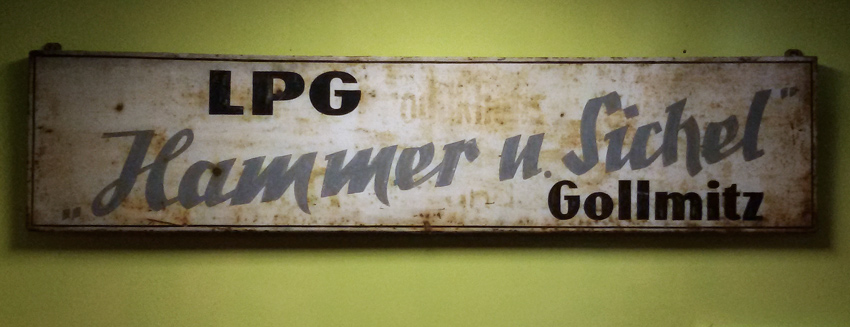 LPG
„Hammer u. Sichel"
Gollmitz